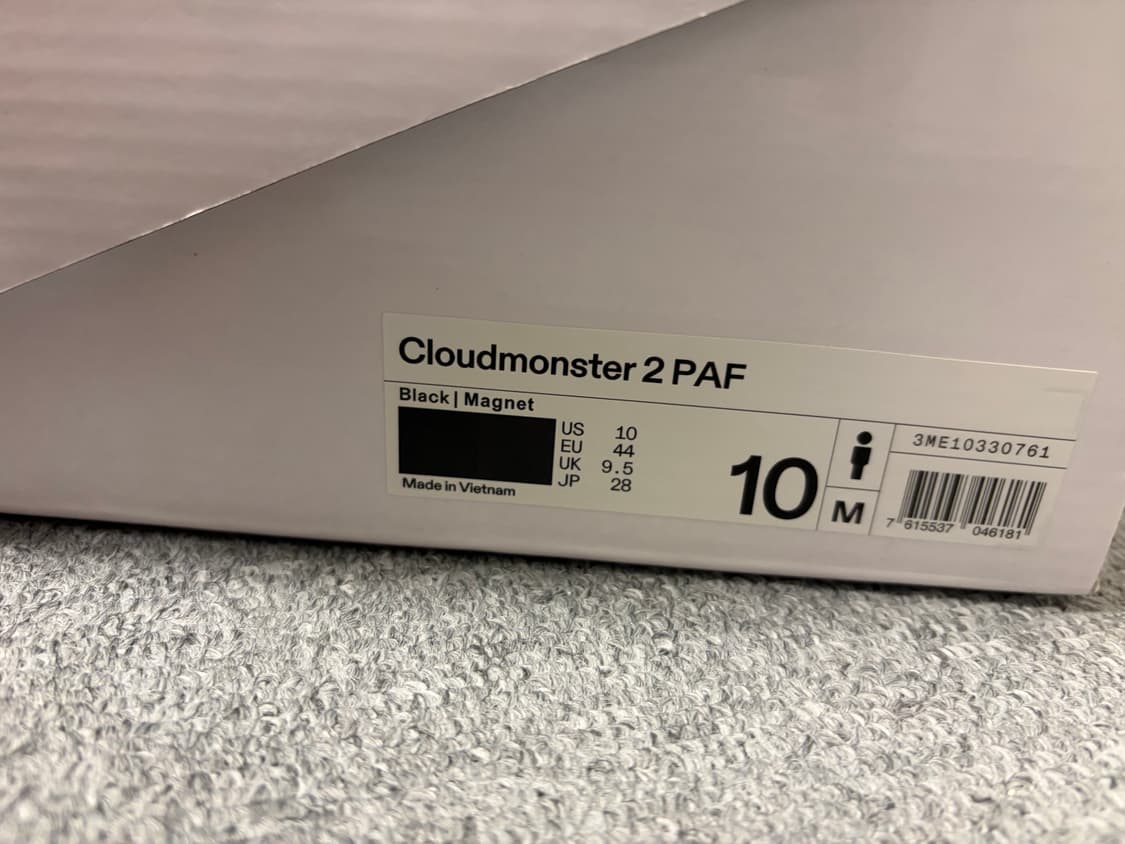 Cloudmonster 2 PAF
Black | Magnet
US 10
EU 44
UK 9.5
JP 28
Made in Vietnam
10
M
3ME10330761
7 615537 046181